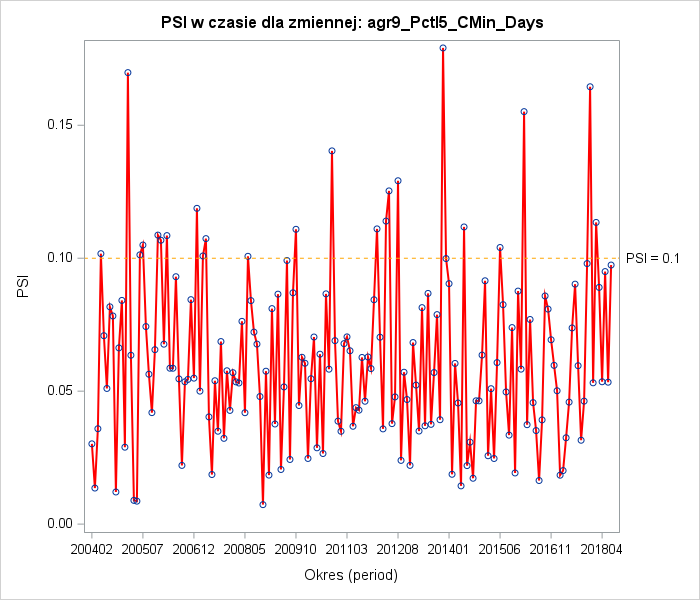 PSI w czasie dla zmiennej: agr9_Pctl5_CMin_Days
0.15
0.10
0.05
0.00
PSI
PSI = 0.1
200402 200507 200612 200805 200910 201103 201208 201401 201506 201611 201804
Okres (period)